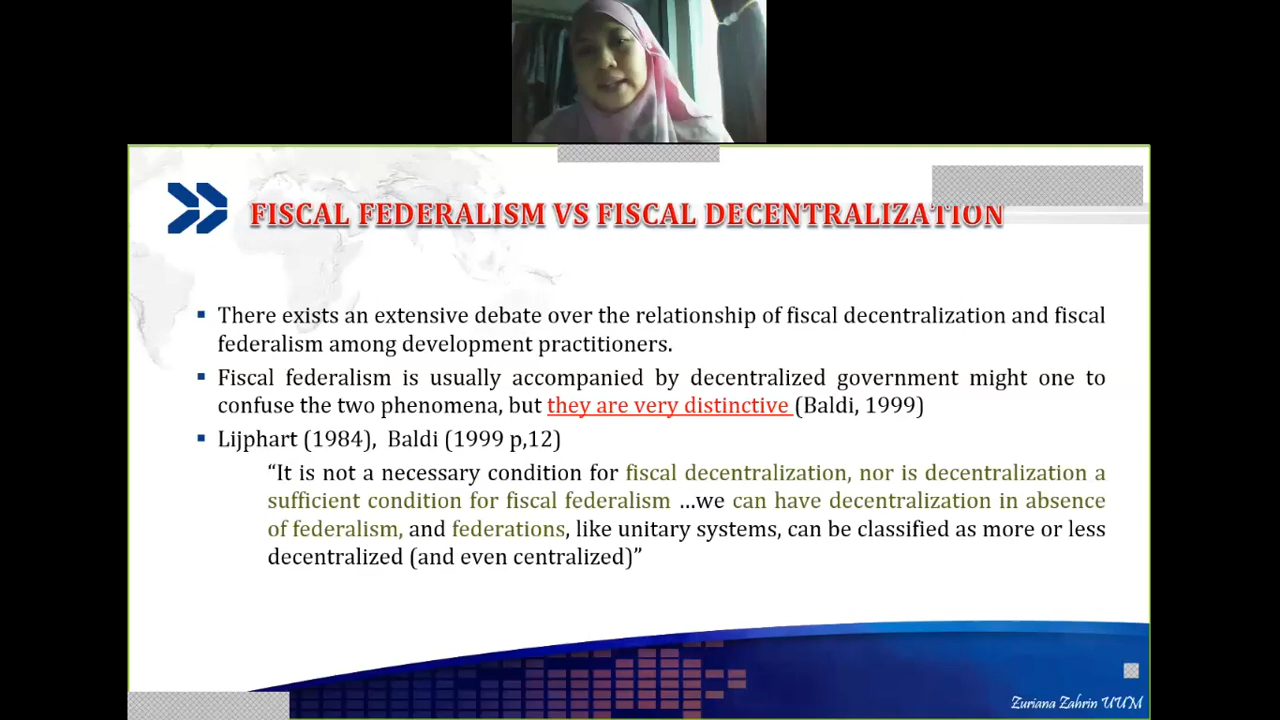 FISCAL FEDERALISM VS FISCAL DECENTRALIZATION
There exists an extensive debate over the relationship of fiscal decentralization and fiscal
federalism among development practitioners.
Fiscal federalism is usually accompanied by decentralized government might one to
confuse the two phenomena, but they are very distinctive (Baldi, 1999)
Lijphart (1984), Baldi (1999 p,12)
“It is not a necessary condition for fiscal decentralization, nor is decentralization a
sufficient condition for fiscal federalism ...we can have decentralization in absence
of federalism, and federations, like unitary systems, can be classified as more or less
decentralized (and even centralized)”
Zuriana Zahrin UUM